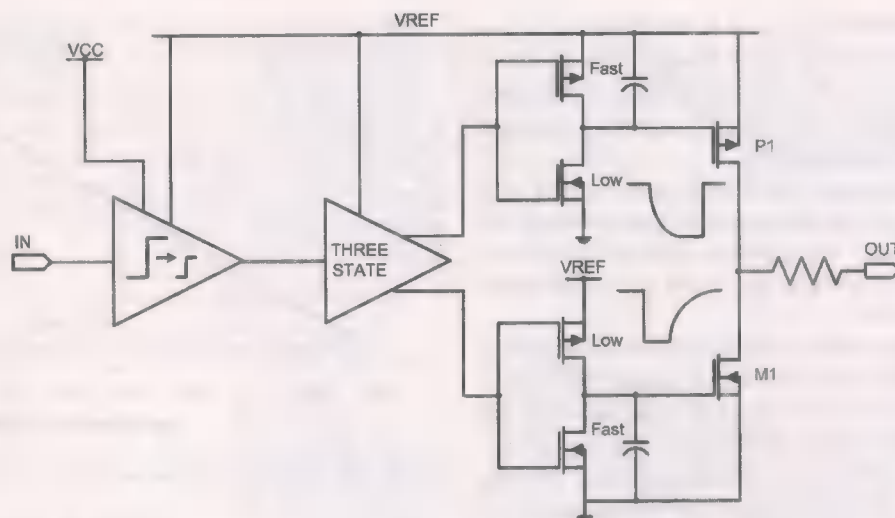 VREF
VCC
Fast
P1
Low
IN
THREE
STATE
OUT
VREF
Low
M1
Fast